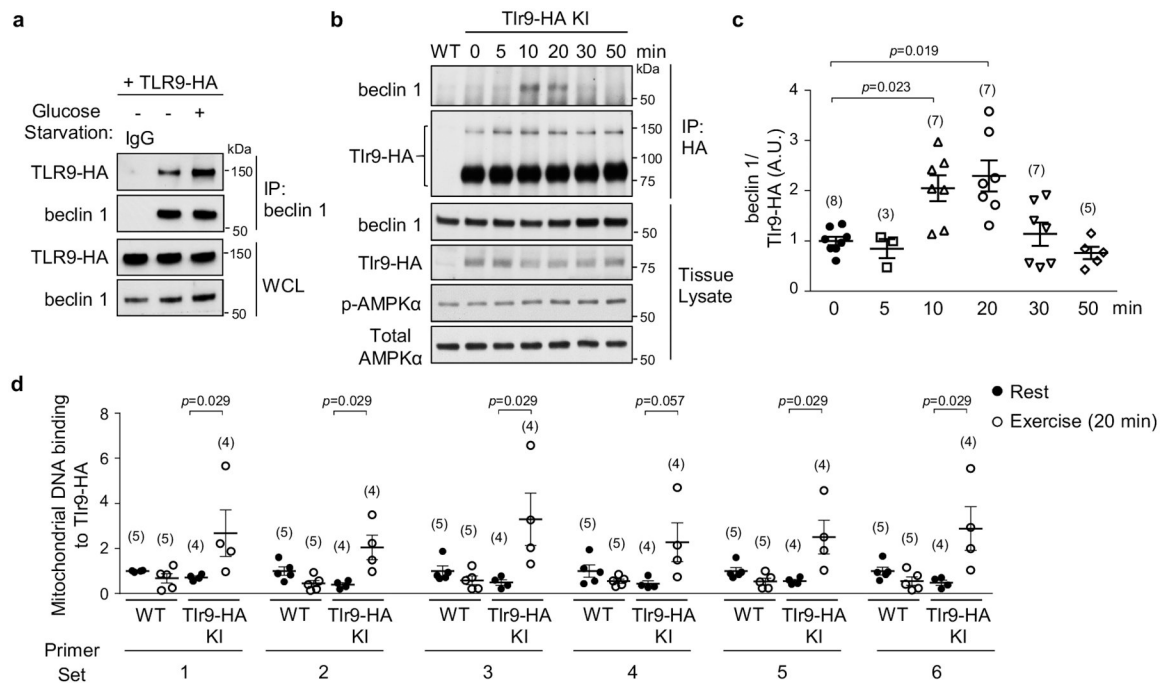 a
+ TLR9-HA
Glucose Starvation: - - +
IgG
kDa
TLR9-HA 150
beclin 1 50
IP: beclin 1
TLR9-HA 150
beclin 1 50
WCL
b
Tlr9-HA KI
WT 0 5 10 20 30 50 min
kDa
beclin 1 50
Tlr9-HA 150
100
75
IP: HA
beclin 1 50
Tlr9-HA 75
p-AMPKα 50
Total AMPKα 50
Tissue Lysate
c
p=0.019
p=0.023
beclin 1/ Tlr9-HA (A.U.)
4
3
2
1
0
(8) (3) (7) (7) (7) (5)
0 5 10 20 30 50 min
d
p=0.029 p=0.029 p=0.029 p=0.057 p=0.029 p=0.029
Rest
Exercise (20 min)
Mitochondrial DNA binding to Tlr9-HA
8
6
4
2
0
(5) (5) (4) (4) (5) (5) (4) (4) (5) (5) (4) (4) (5) (5) (4) (4) (5) (5) (4) (4) (5) (5) (4) (4)
WT Tlr9-HA KI WT Tlr9-HA KI WT Tlr9-HA KI WT Tlr9-HA KI WT Tlr9-HA KI WT Tlr9-HA KI
Primer Set 1 2 3 4 5 6